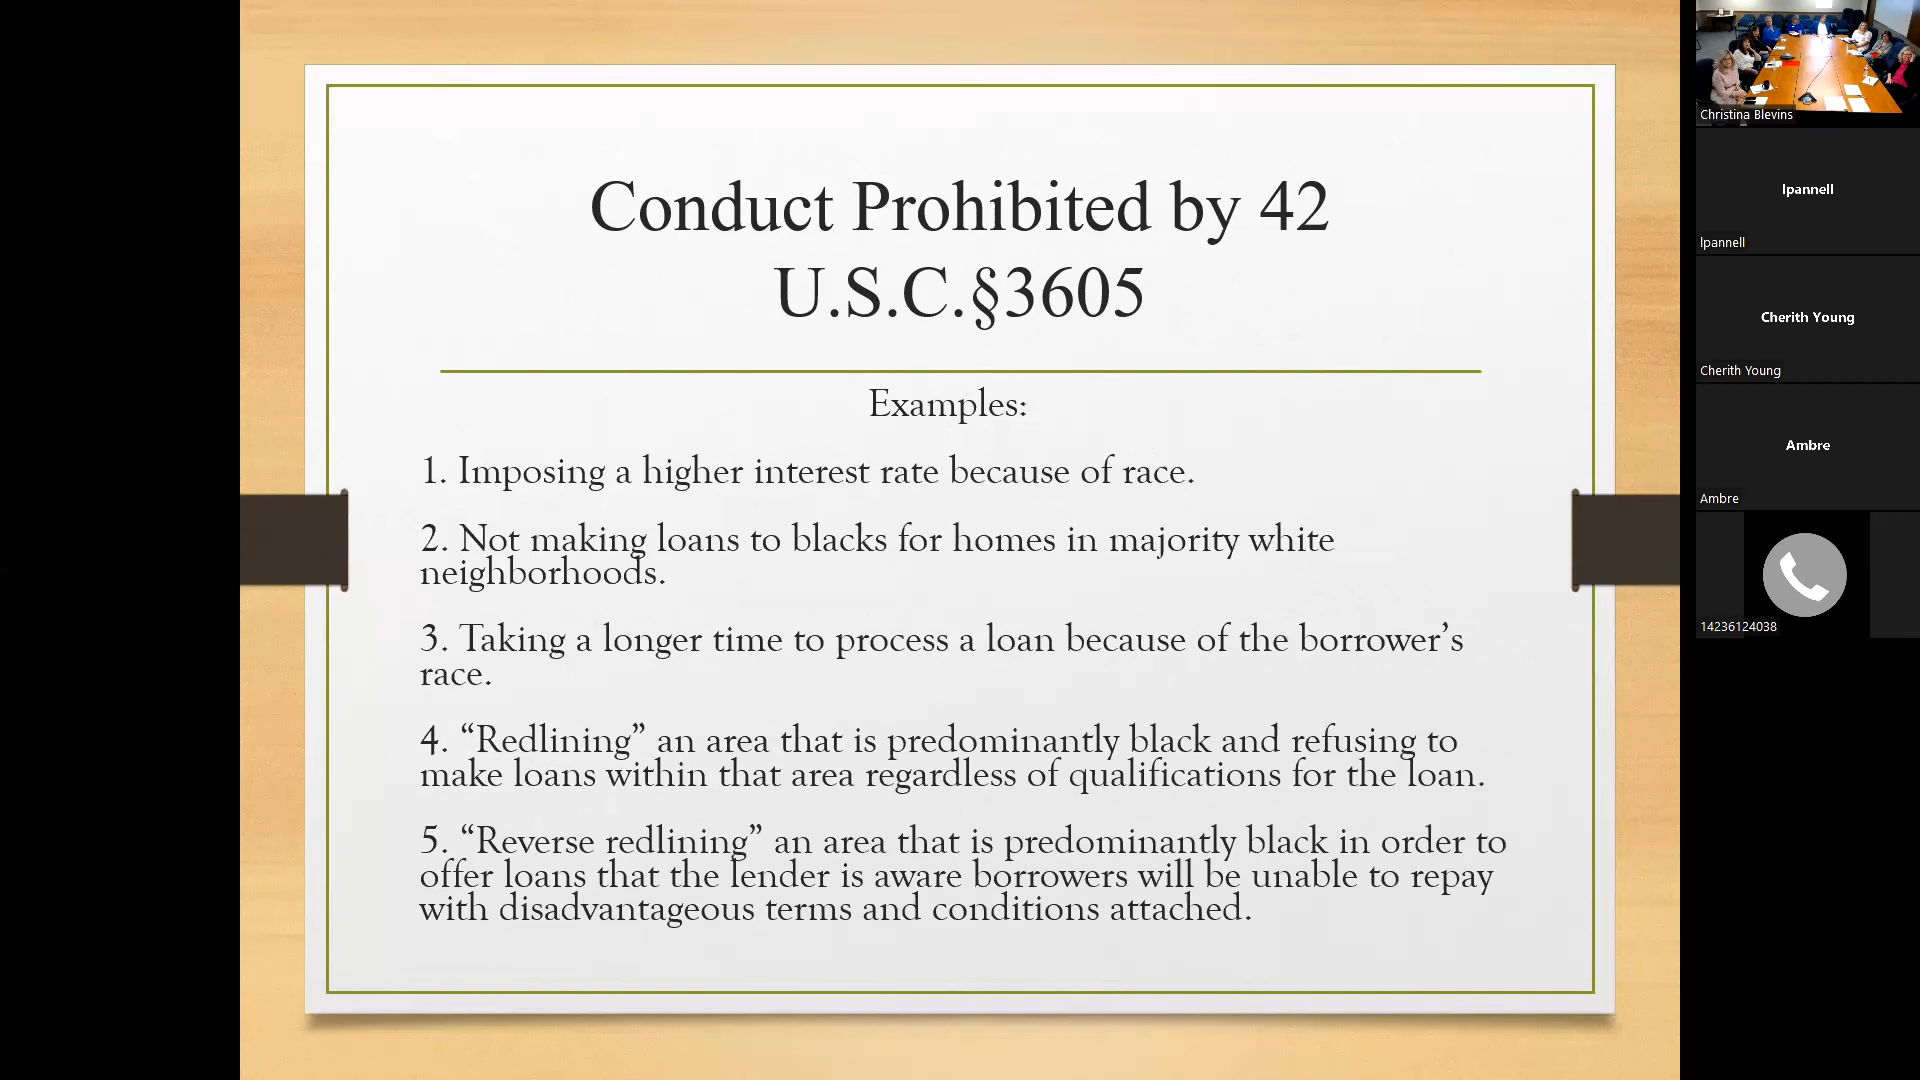 Conduct Prohibited by 42
U.S.C.§3605
Examples:
1. Imposing a higher interest rate because of race.
2. Not making loans to blacks for homes in majority white
neighborhoods.
3. Taking a longer time to process a loan because of the borrower’s
race.
4. “Redlining” an area that is predominantly black and refusing to
make loans within that area regardless of qualifications for the loan.
5. “Reverse redlining” an area that is predominantly black in order to
offer loans that the lender is aware borrowers will be unable to repay
with disadvantageous terms and conditions attached.
Christina Blevins
lpannell
lpannell
Cherith Young
Cherith Young
Ambre
Ambre
14236124038